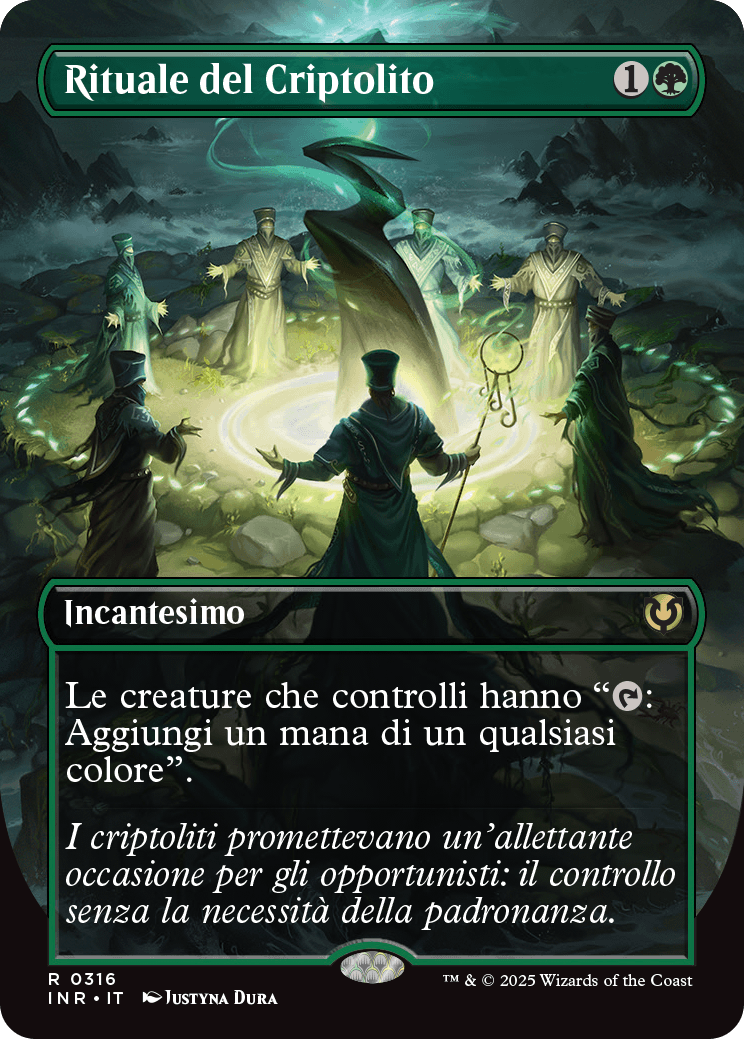 Rituale del Criptolito 1
Incantesimo
Le creature che controlli hanno “: 
Aggiungi un mana di un qualsiasi
colore”.
I criptoliti promettevano un’allettante
occasione per gli opportunisti: il controllo
senza la necessità della padronanza.
R 0316
INR • IT Justyna Dura
™ & © 2025 Wizards of the Coast